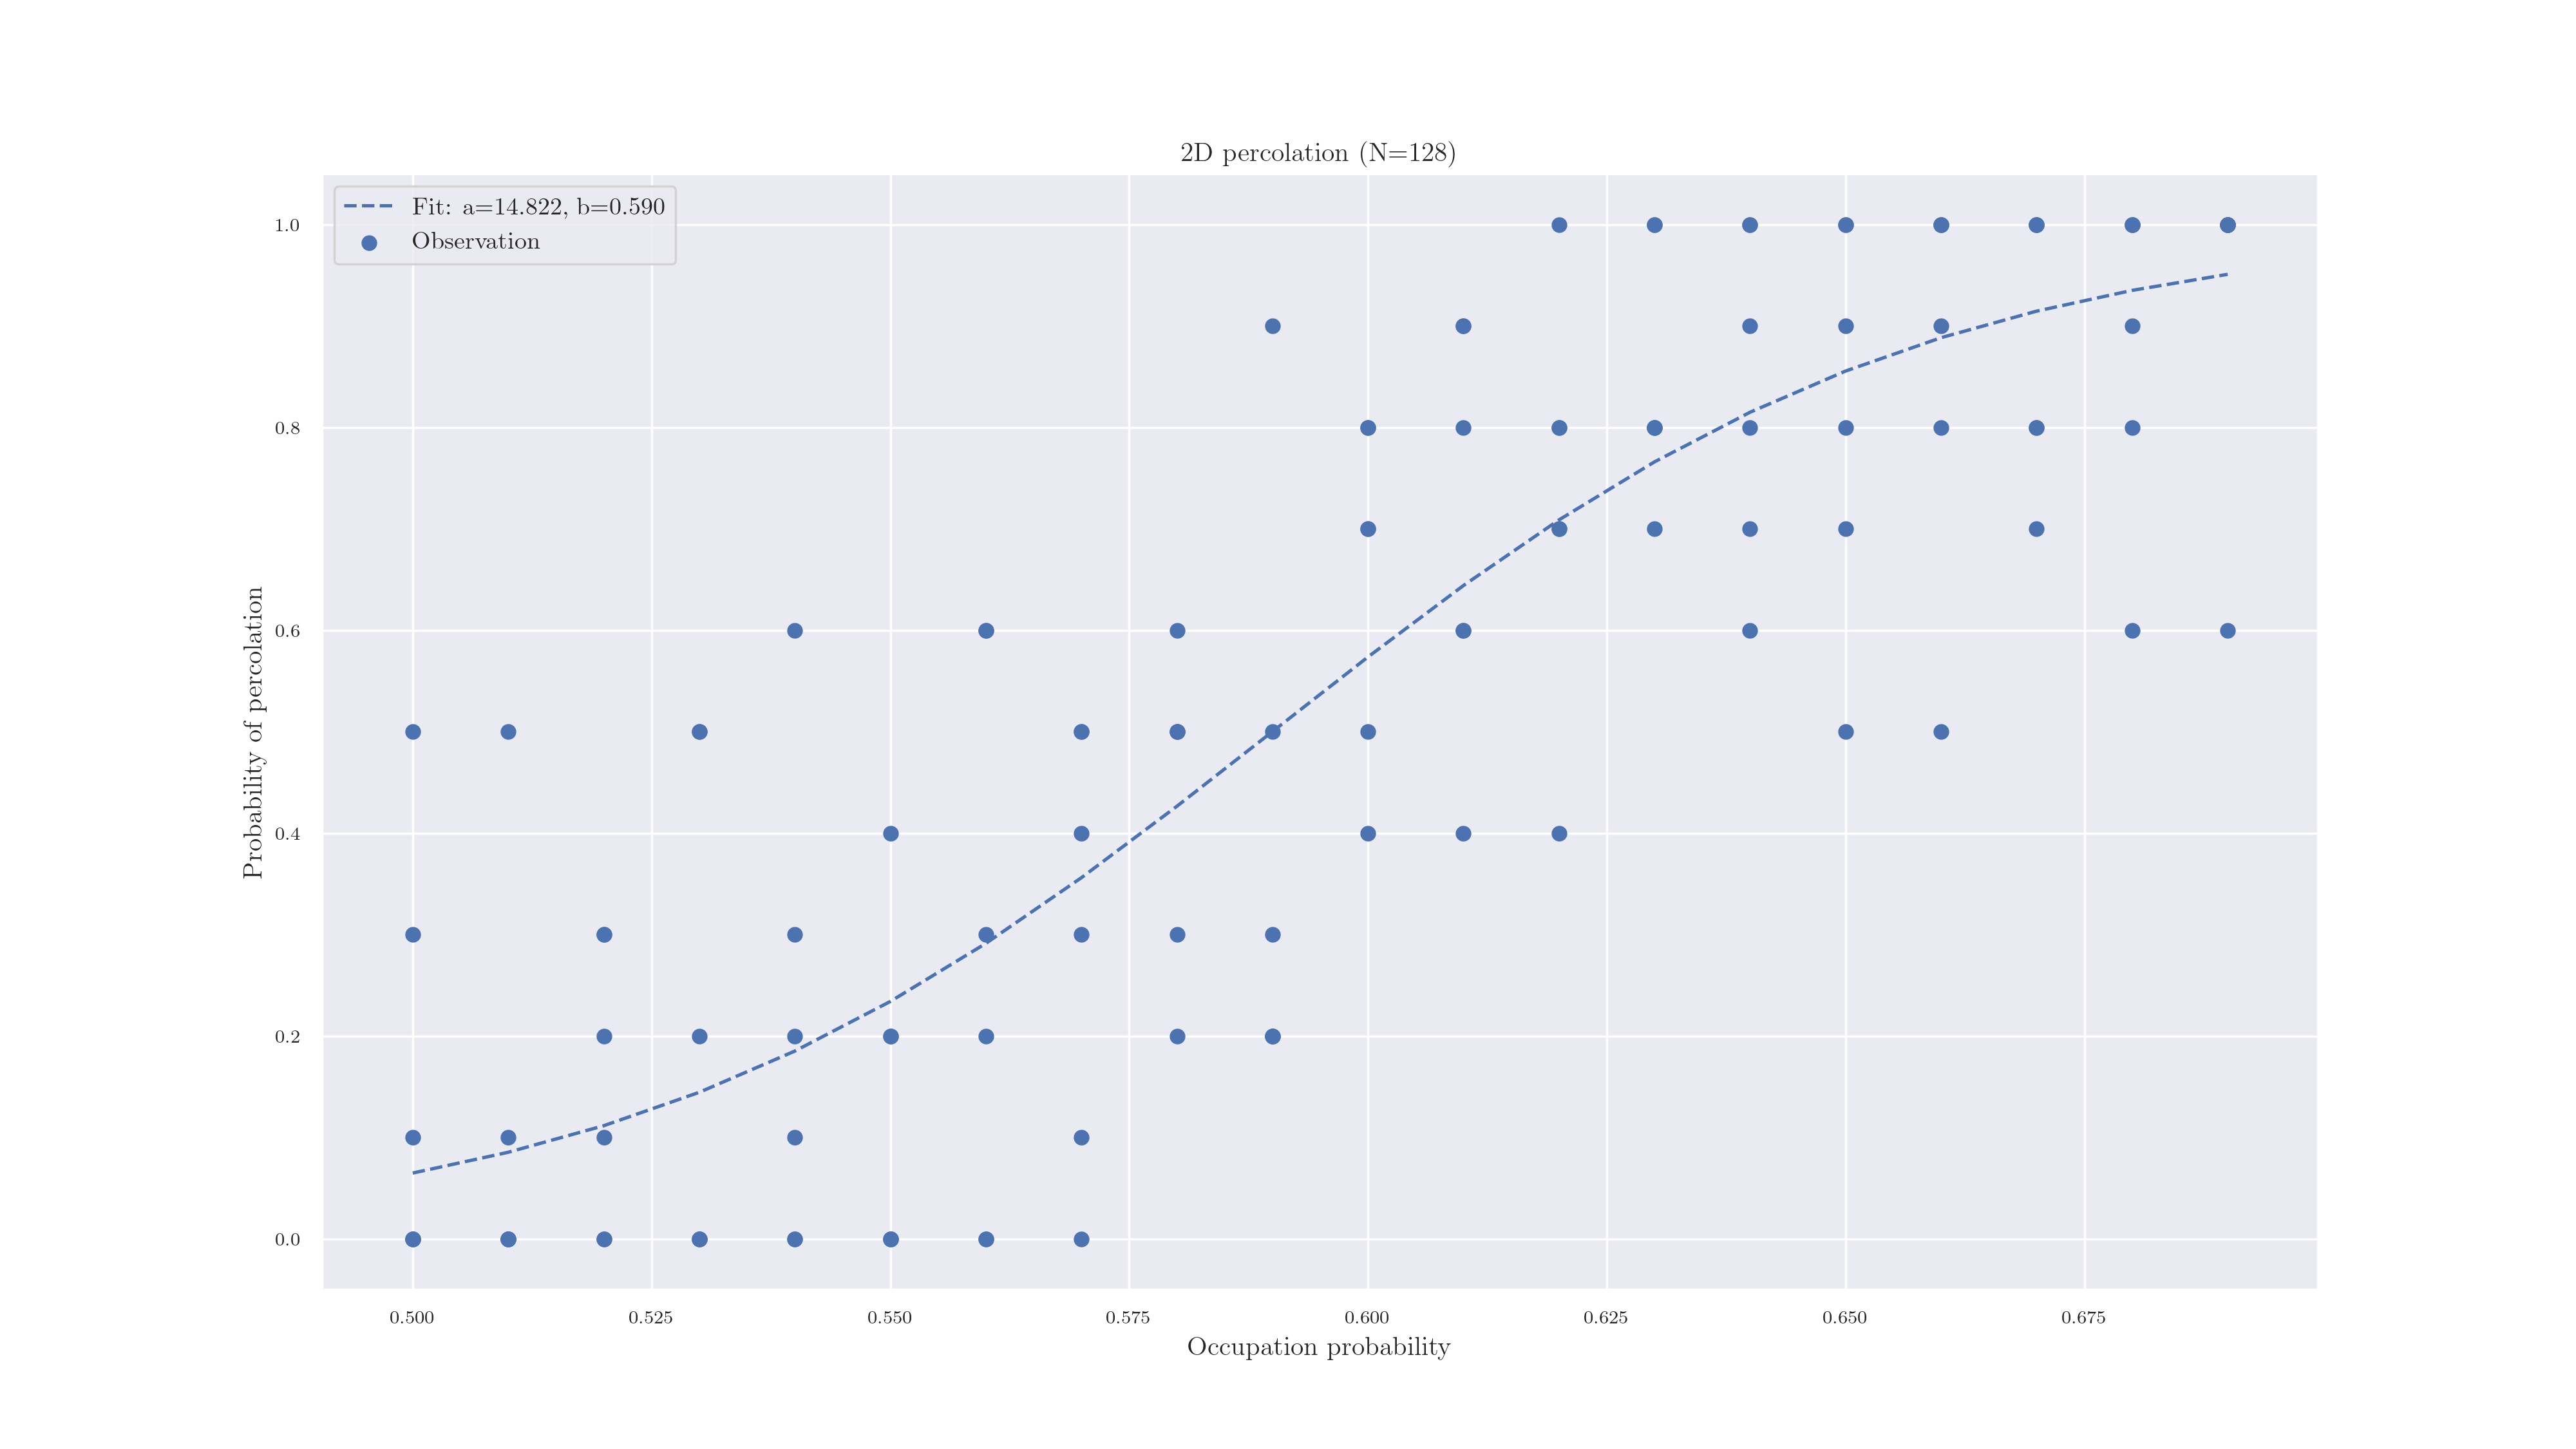 2D percolation (N=128)
Fit: a=14.822, b=0.590
Observation
1.0
0.8
0.6
0.4
0.2
0.0
Probability of percolation
0.500 0.525 0.550 0.575 0.600 0.625 0.650 0.675
Occupation probability